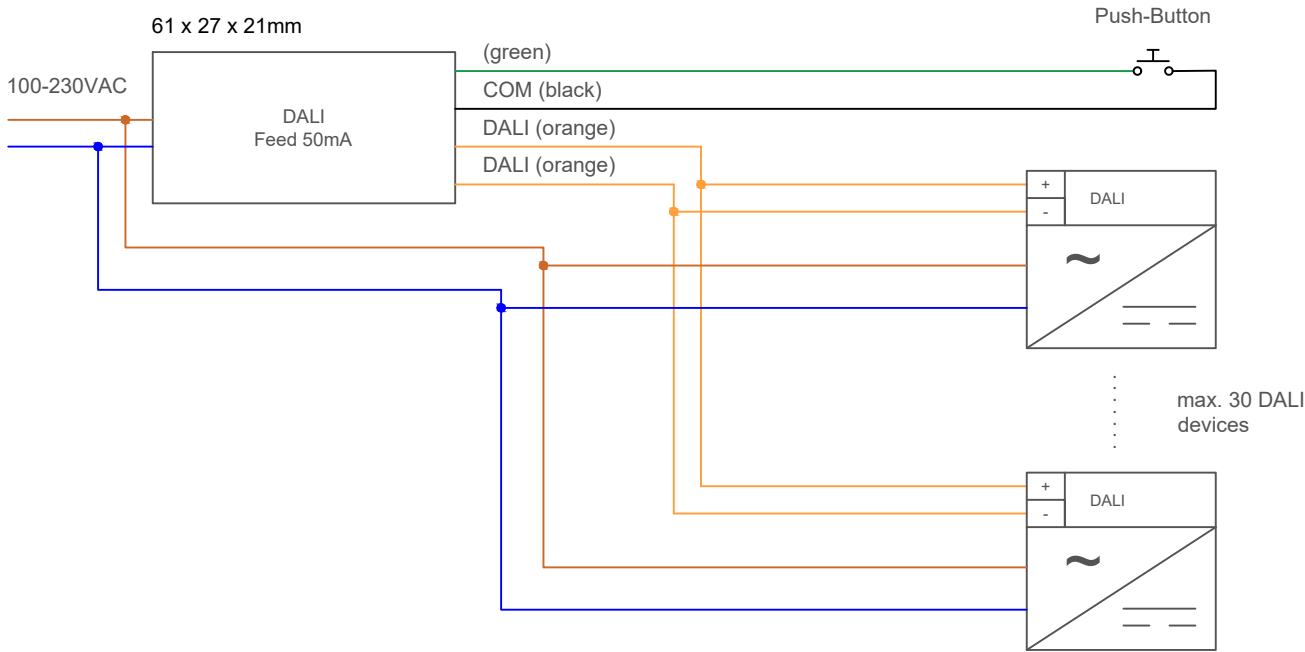 61 x 27 x 21mm
Push-Button
(green)
100-230VAC
COM (black)
DALI
Feed 50mA
DALI (orange)
DALI (orange)
+
DALI
-
~
max. 30 DALI
devices
+
DALI
-
~